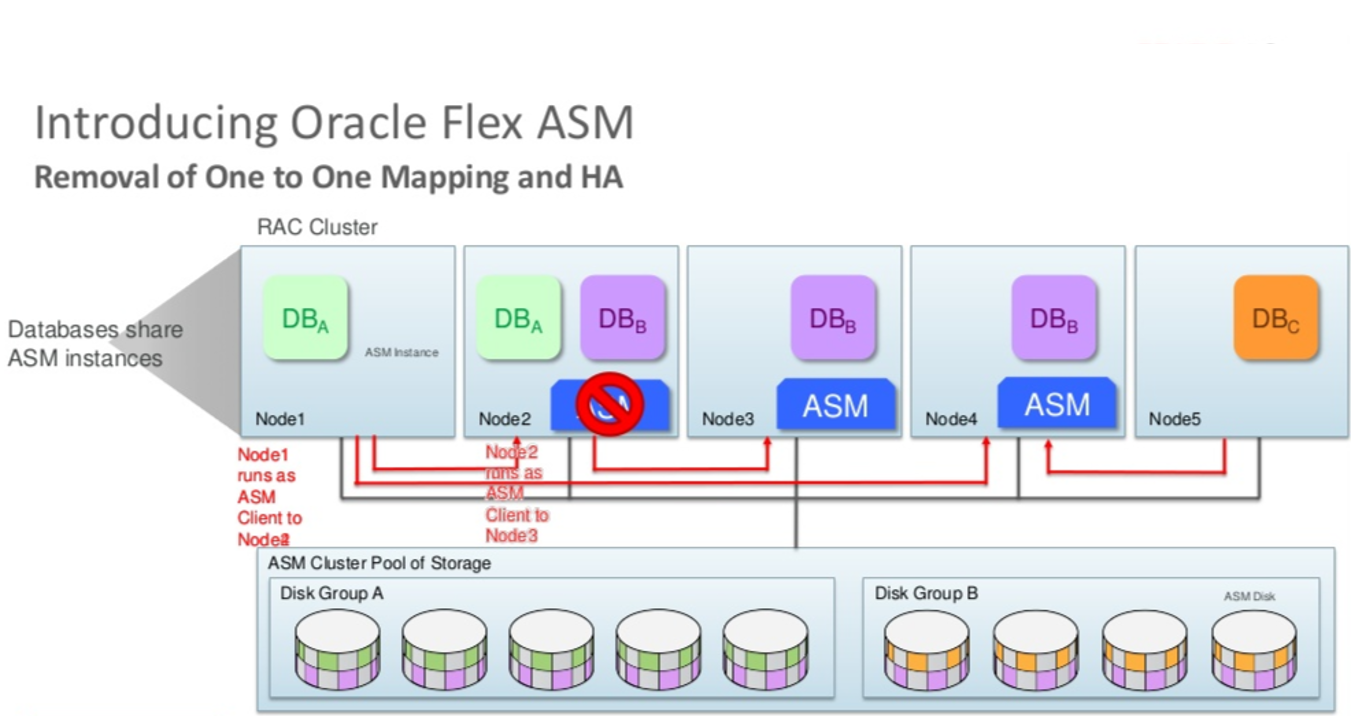 Introducing Oracle Flex ASM
Removal of One to One Mapping and HA
RAC Cluster
Databases share
ASM instances
DBA
ASM Instance
Node1
DBA
DBB
Node2
DBB
ASM
Node3
DBB
ASM
Node4
DBC
Node5
Node1
runs as
ASM
Client to
Node2
runs as
ASM
Client to
Node3
ASM Cluster Pool of Storage
Disk Group A
Disk Group B
ASM Disk